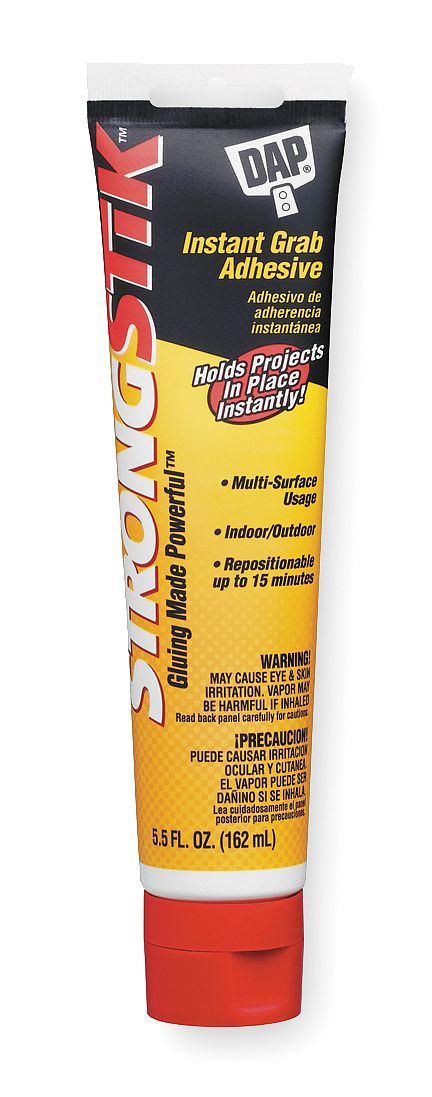 DAP®
STRONGSTIK™
Gluing Made Powerful™
Instant Grab
Adhesive
Adhesivo de
adherencia
instantánea
Holds Projects
In Place
Instantly!
• Multi-Surface
Usage
• Indoor/Outdoor
• Repositionable
up to 15 minutes
WARNING!
MAY CAUSE EYE & SKIN
IRRITATION. VAPOR MAY
BE HARMFUL IF INHALED
Read back panel carefully for cautions.
¡PRECAUCION!
PUEDE CAUSAR IRRITACION
OCULAR Y CUTANEA.
EL VAPOR PUEDE SER
DAÑINO SI SE INHALA.
Lea cuidadosamente el panel
posterior para precauciones.
5.5 FL. OZ. (162 mL)